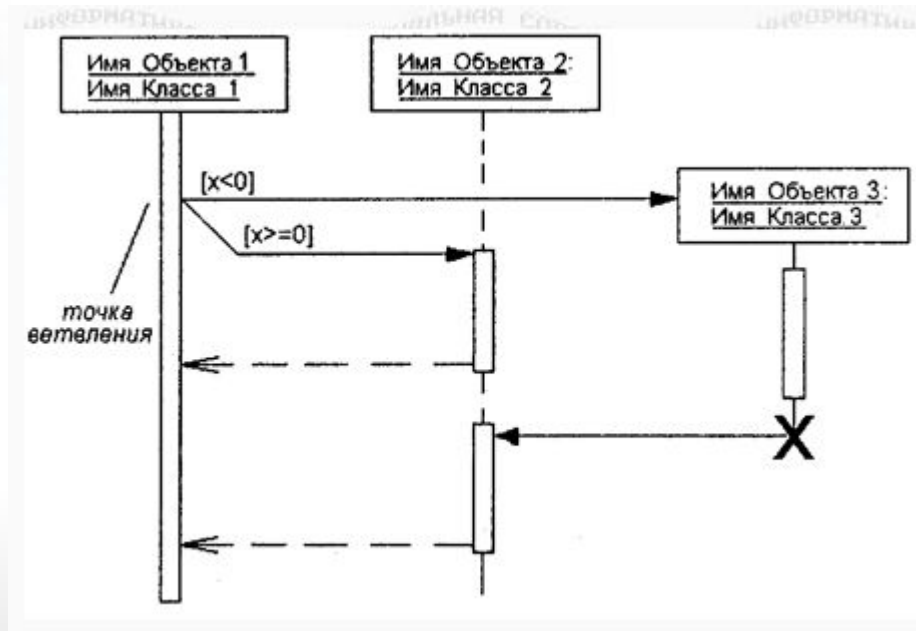 Имя Объекта 1
Имя Класса 1
Имя Объекта 2:
Имя Класса 2
[x<0]
Имя Объекта 3:
Имя Класса 3
[x>=0]
точка
ветвления
X